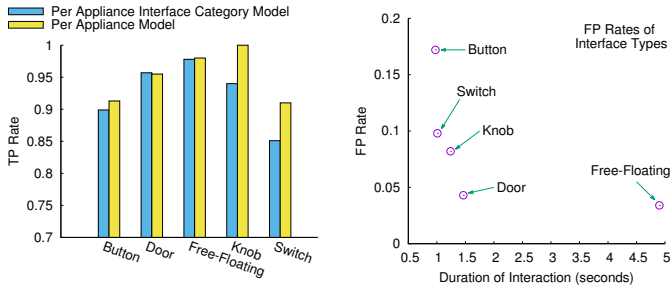 Per Appliance Interface Category Model
Per Appliance Model
TP Rate
1
0.95
0.9
0.85
0.8
0.75
0.7
Button
Door
Free-Floating
Knob
Switch
FP Rates of
Interface Types
FP Rate
0.2
0.15
0.1
0.05
0
Button
Switch
Knob
Door
Free-Floating
0.5 1 1.5 2 2.5 3 3.5 4 4.5 5
Duration of Interaction (seconds)